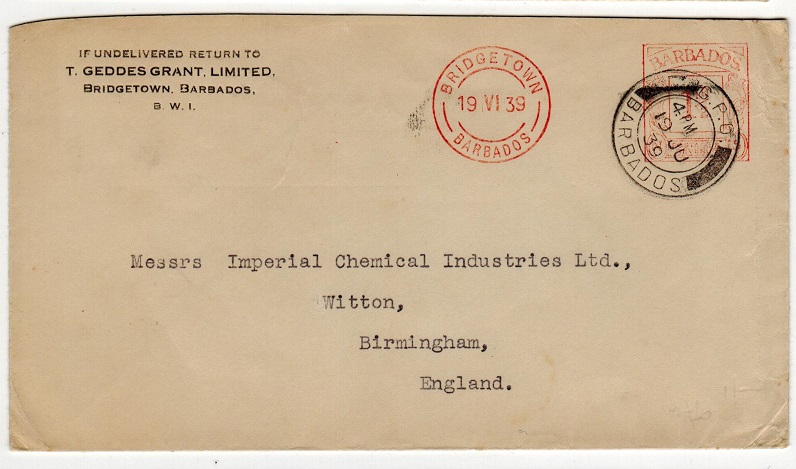 IF UNDELIVERED RETURN TO
T. GEDDES GRANT, LIMITED,
BRIDGETOWN, BARBADOS,
B. W. I.
BRIDGETOWN
19 VI 39
BARBADOS
BARBADOS.
G.P.O.
4 PM
19 JU
39
BARBADOS
Messrs Imperial Chemical Industries Ltd.,
Witton,
Birmingham,
England.